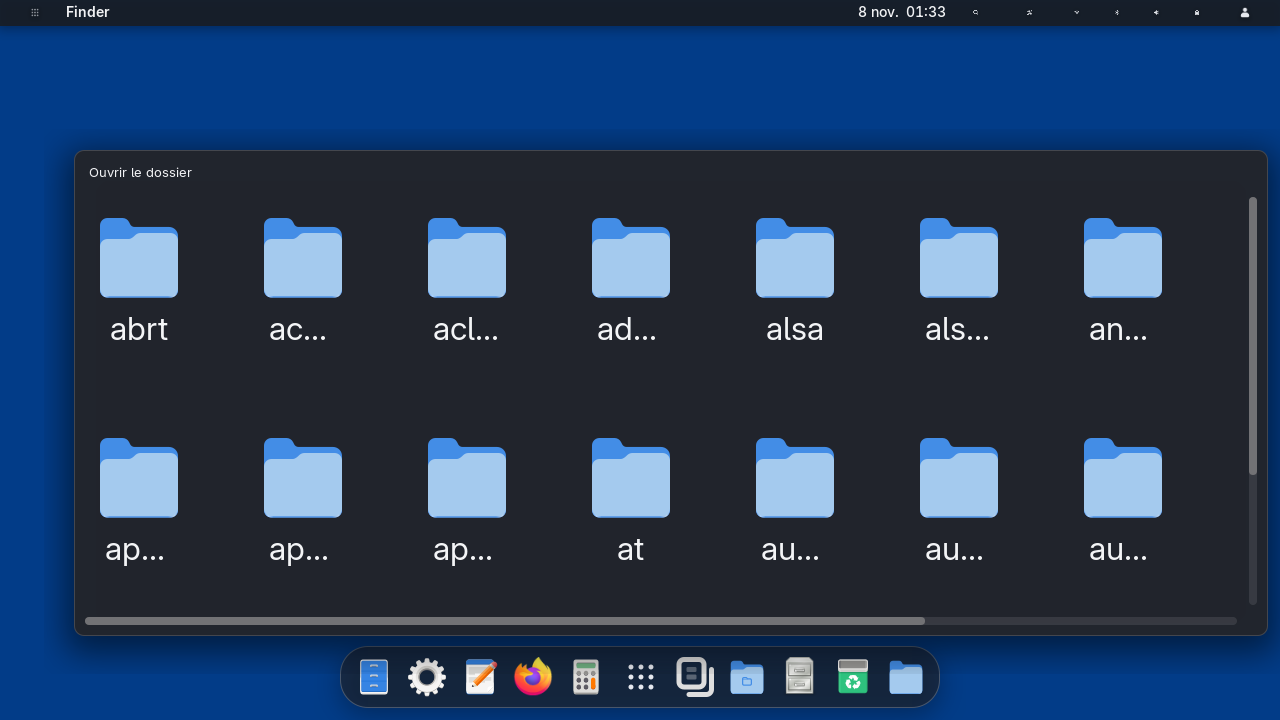 Finder
8 nov. 01:33
Ouvrir le dossier
abrt ac... acl... ad... alsa als... an...
ap... ap... ap... at au... au... au...